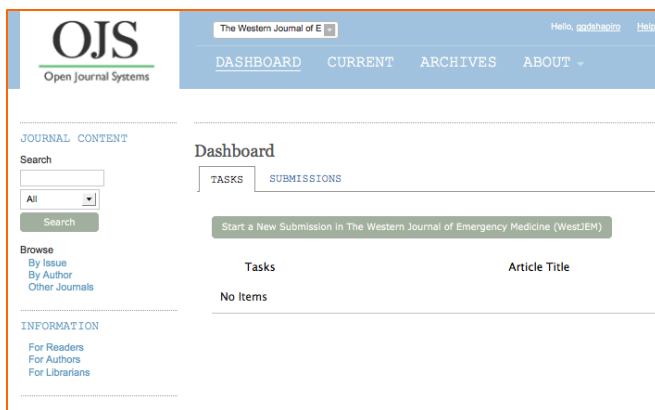 OJS
Open Journal Systems
The Western Journal of E
Hello, ggdshapiro Help
DASHBOARD CURRENT ARCHIVES ABOUT
JOURNAL CONTENT
Search
All
Search
Browse
By Issue
By Author
Other Journals
INFORMATION
For Readers
For Authors
For Librarians
Dashboard
TASKS SUBMISSIONS
Start a New Submission in The Western Journal of Emergency Medicine (WestJEM)
Tasks Article Title
No Items